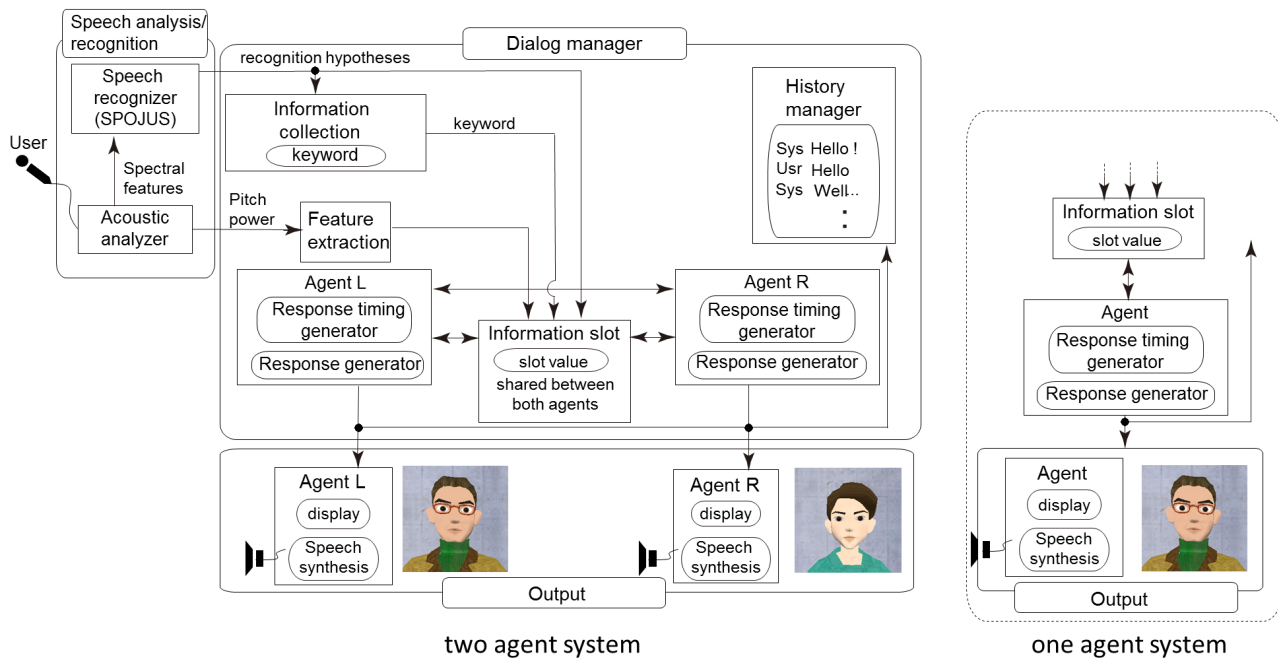 Speech analysis/
recognition
Speech
recognizer
(SPOJUS)
User
Spectral
features
Acoustic
analyzer
Dialog manager
recognition hypotheses
Information
collection
keyword
keyword
Pitch
power
Feature
extraction
History
manager
Sys Hello !
Usr Hello
Sys Well...
Agent L
Response timing
generator
Response generator
Information slot
slot value
shared between
both agents
Agent R
Response timing
generator
Response generator
Agent L
display
Speech
synthesis
Agent R
display
Speech
synthesis
Output
two agent system
Information slot
slot value
Agent
Response timing
generator
Response generator
Agent
display
Speech
synthesis
Output
one agent system